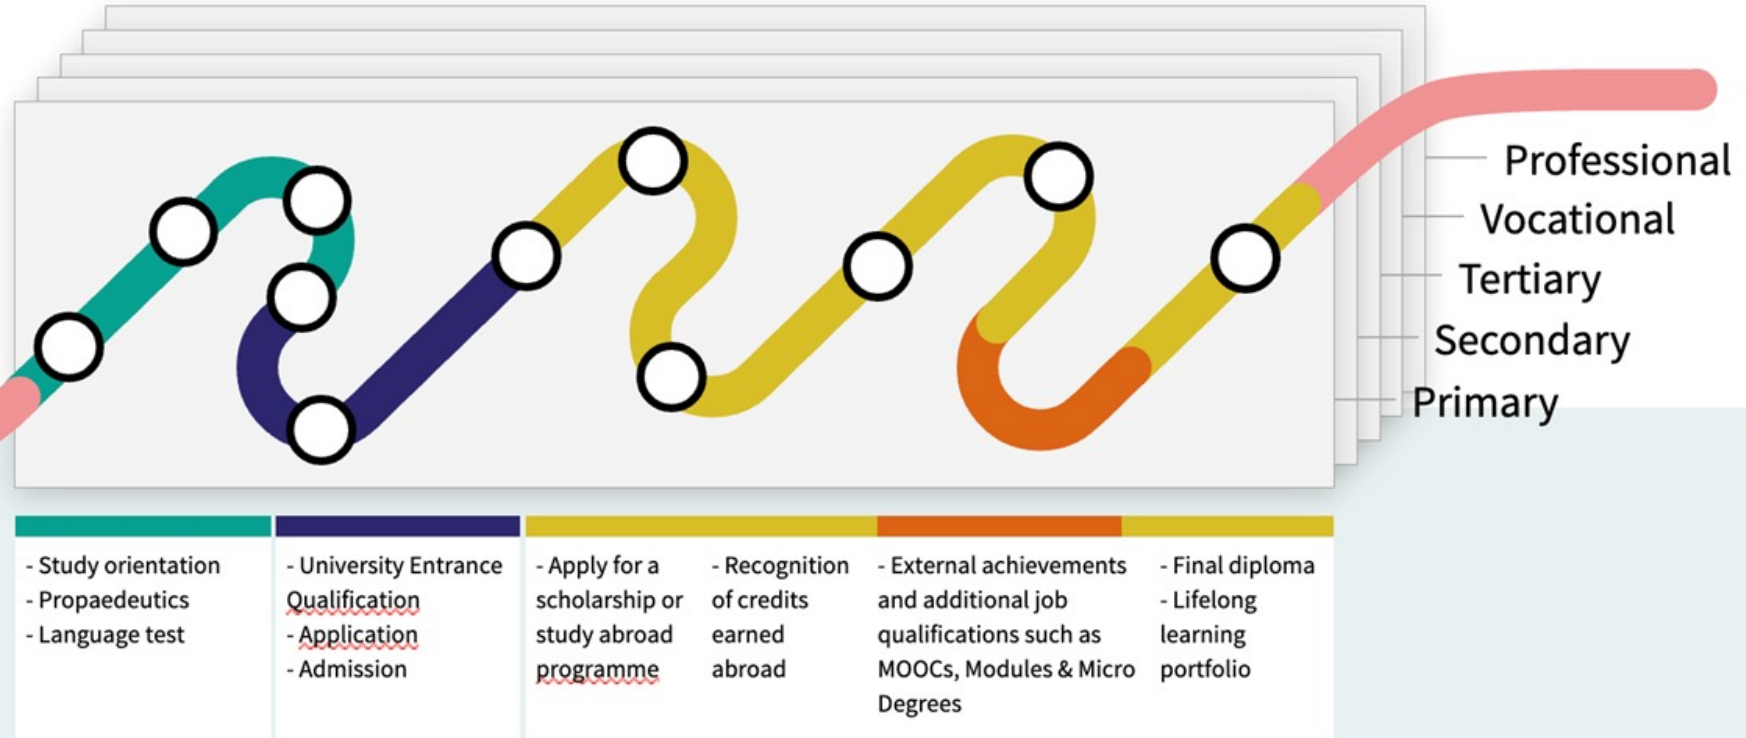 Professional
Vocational
Tertiary
Secondary
Primary
- Study orientation
- Propaedeutics
- Language test
- University Entrance
Qualification
- Application
- Admission
- Apply for a
scholarship or
study abroad
programme
- Recognition
of credits
earned
abroad
- External achievements
and additional job
qualifications such as
MOOCs, Modules & Micro
Degrees
- Final diploma
- Lifelong
learning
portfolio